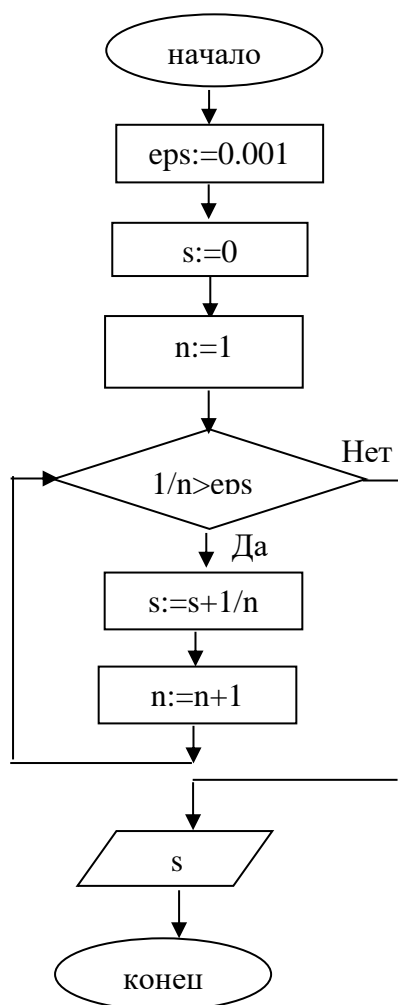 начало
eps:=0.001
s:=0
n:=1
Нет
1/n>eps
Да
s:=s+1/n
n:=n+1
s
конец